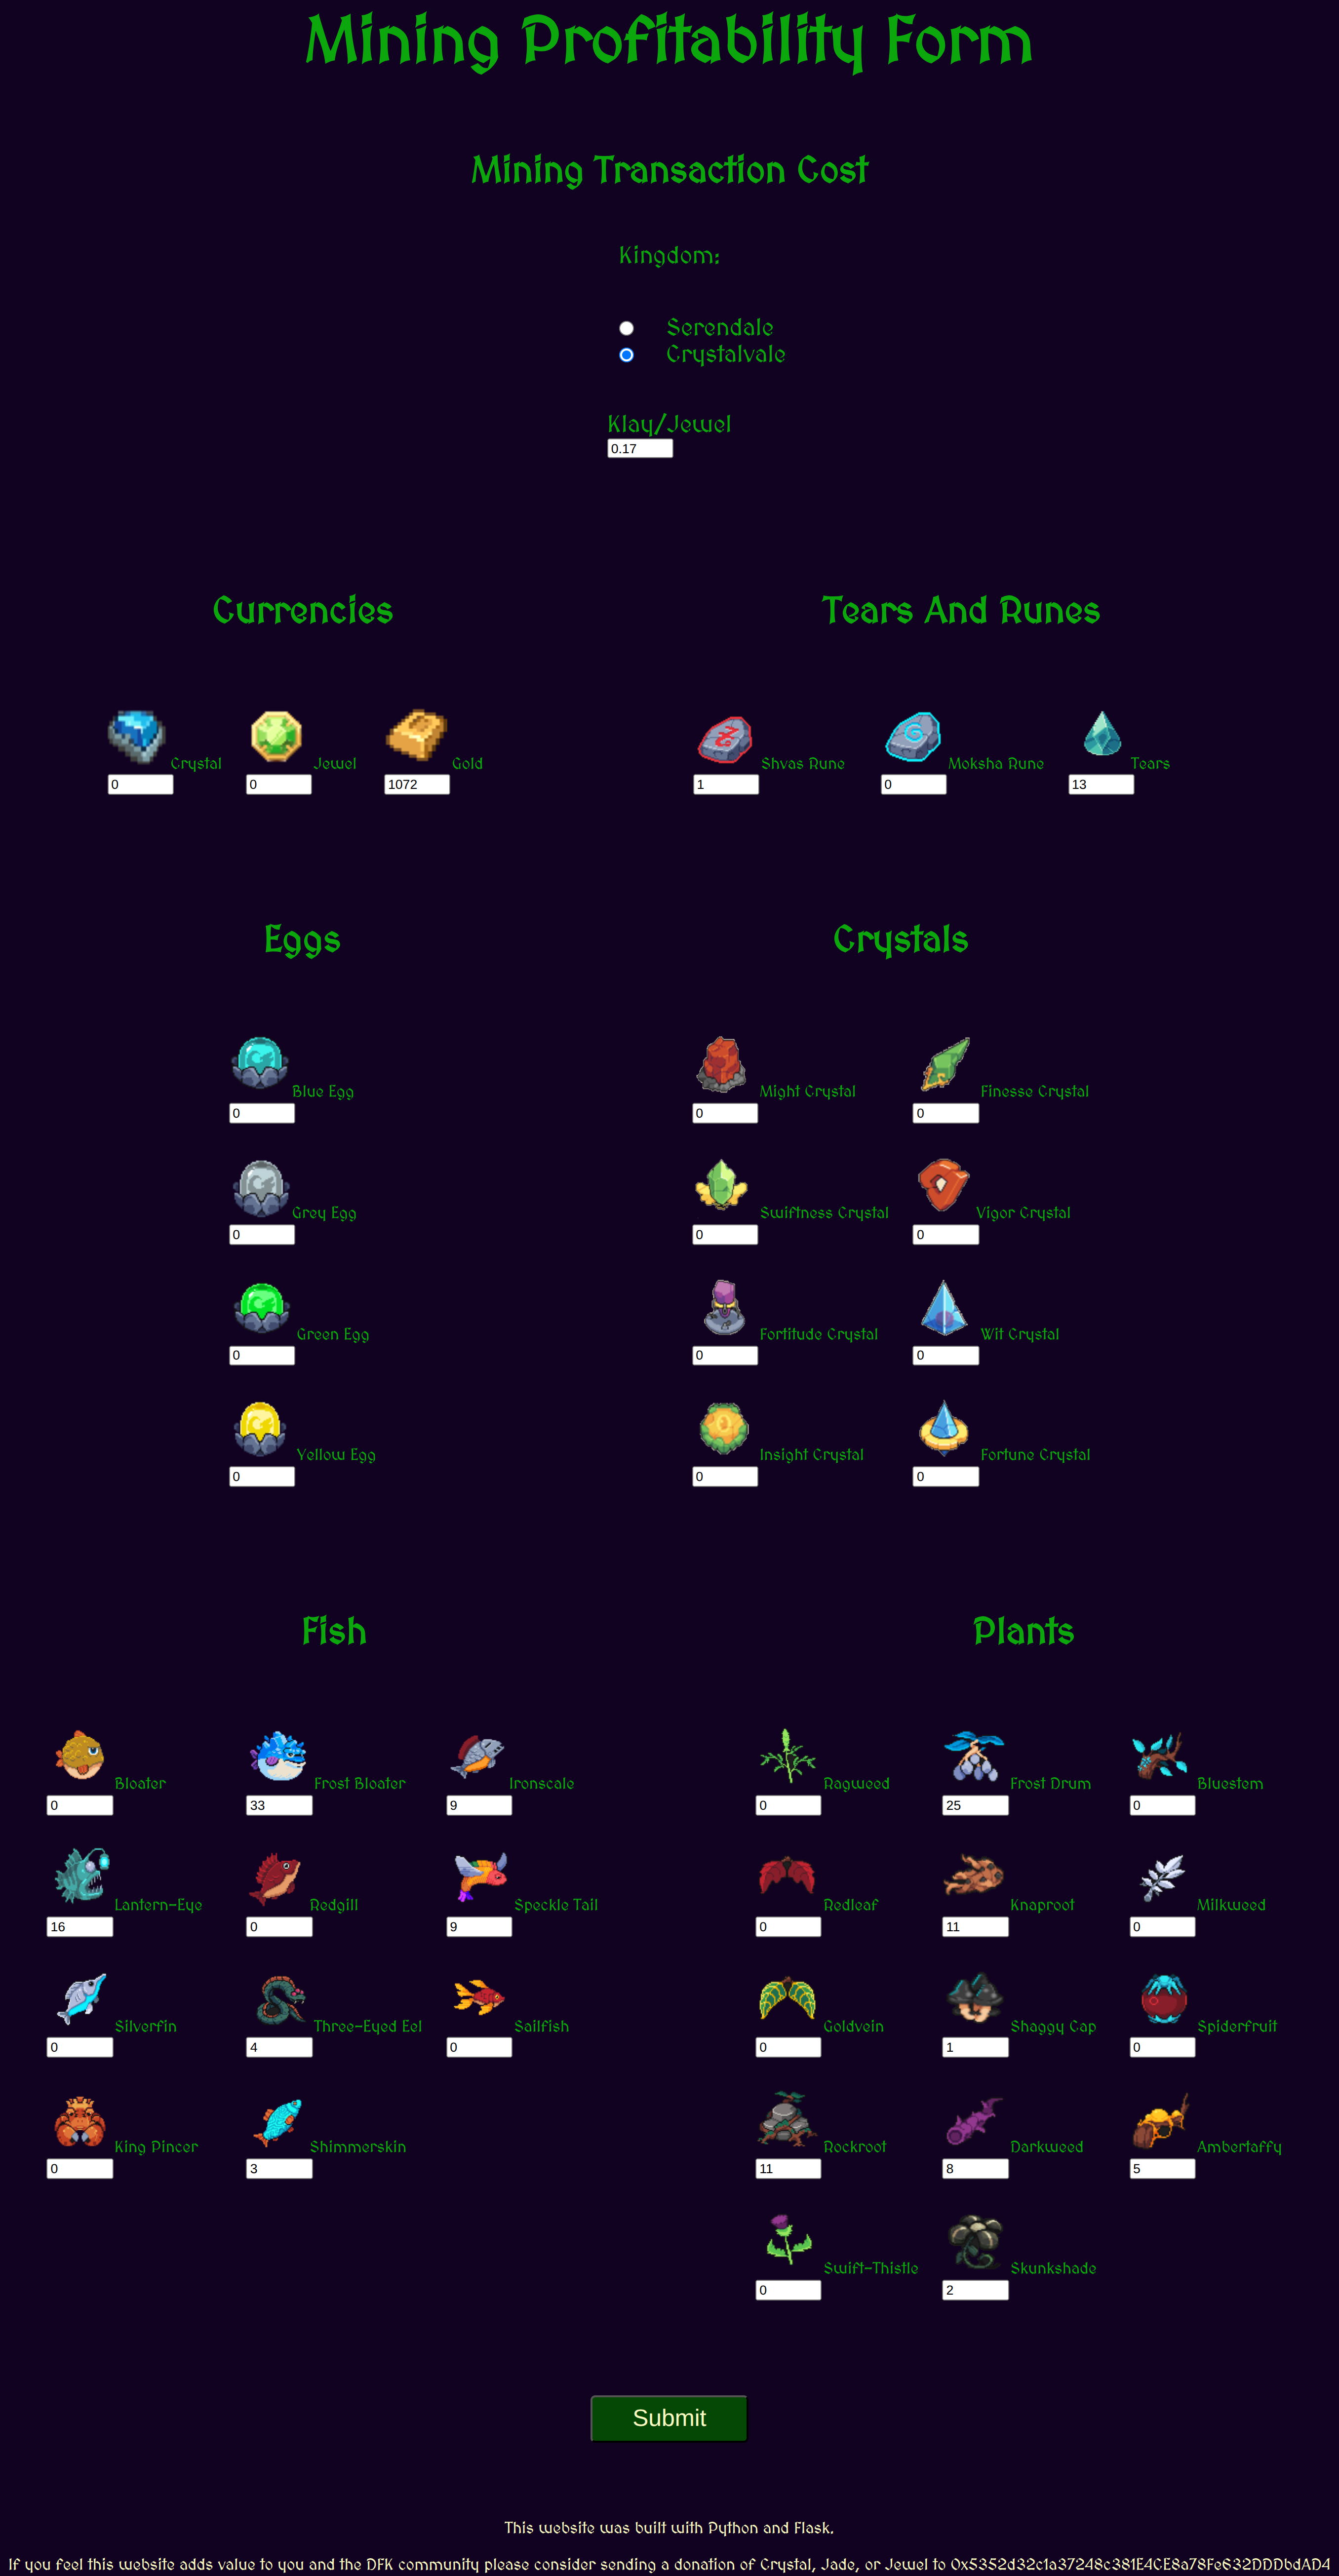 Mining Profitability Form
Mining Transaction Cost
Kingdom:
Serendale
Crystalvale
Klay/Jewel
0.17
Currencies
Crystal
0
Jewel
0
Gold
1072
Tears And Runes
Shvas Rune
1
Moksha Rune
0
Tears
13
Eggs
Blue Egg
0
Grey Egg
0
Green Egg
0
Yellow Egg
0
Crystals
Might Crystal
0
Finesse Crystal
0
Swiftness Crystal
0
Vigor Crystal
0
Fortitude Crystal
0
Wit Crystal
0
Insight Crystal
0
Fortune Crystal
0
Fish
Bloater
0
Frost Bloater
33
Ironscale
9
Lantern-Eye
16
Redgill
0
Speckle Tail
9
Silverfin
0
Three-Eyed Eel
4
Sailfish
0
King Pincer
0
Shimmerskin
3
Plants
Ragweed
0
Frost Drum
25
Bluestem
0
Redleaf
0
Knaproot
11
Milkweed
0
Goldvein
0
Shaggy Cap
1
Spiderfruit
0
Rockroot
11
Darkweed
8
Ambertaffy
5
Swift-Thistle
0
Skunkshade
2
Submit
This website was built with Python and Flask.
If you feel this website adds value to you and the DFK community please consider sending a donation of Crystal, Jade, or Jewel to 0x5352d32c1a37248c381E4CE8a78Fe632DDDbdAD4